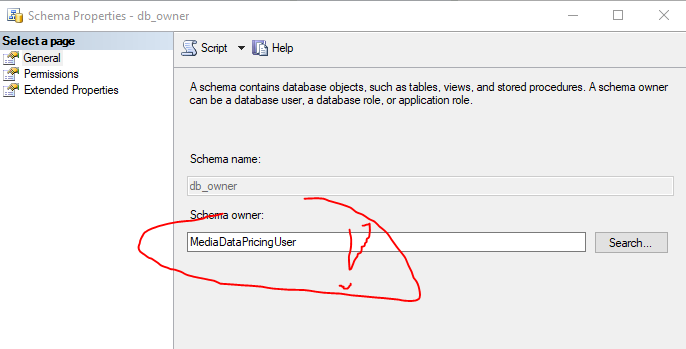 Schema Properties - db_owner
Select a page
General
Permissions
Extended Properties
Script
Help
A schema contains database objects, such as tables, views, and stored procedures. A schema owner
can be a database user, a database role, or application role.
Schema name:
db_owner
Schema owner:
MediaDataPricingUser
Search...